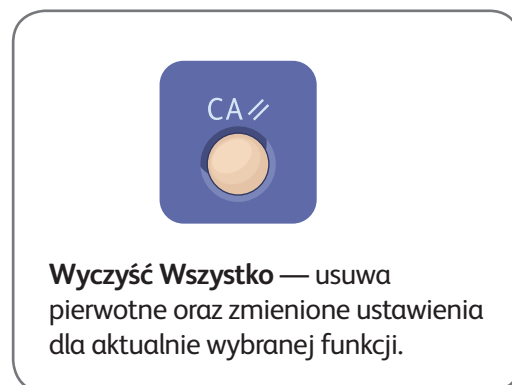 CA //
Wyczyść Wszystko — usuwa
pierwotne oraz zmienione ustawienia
dla aktualnie wybranej funkcji.